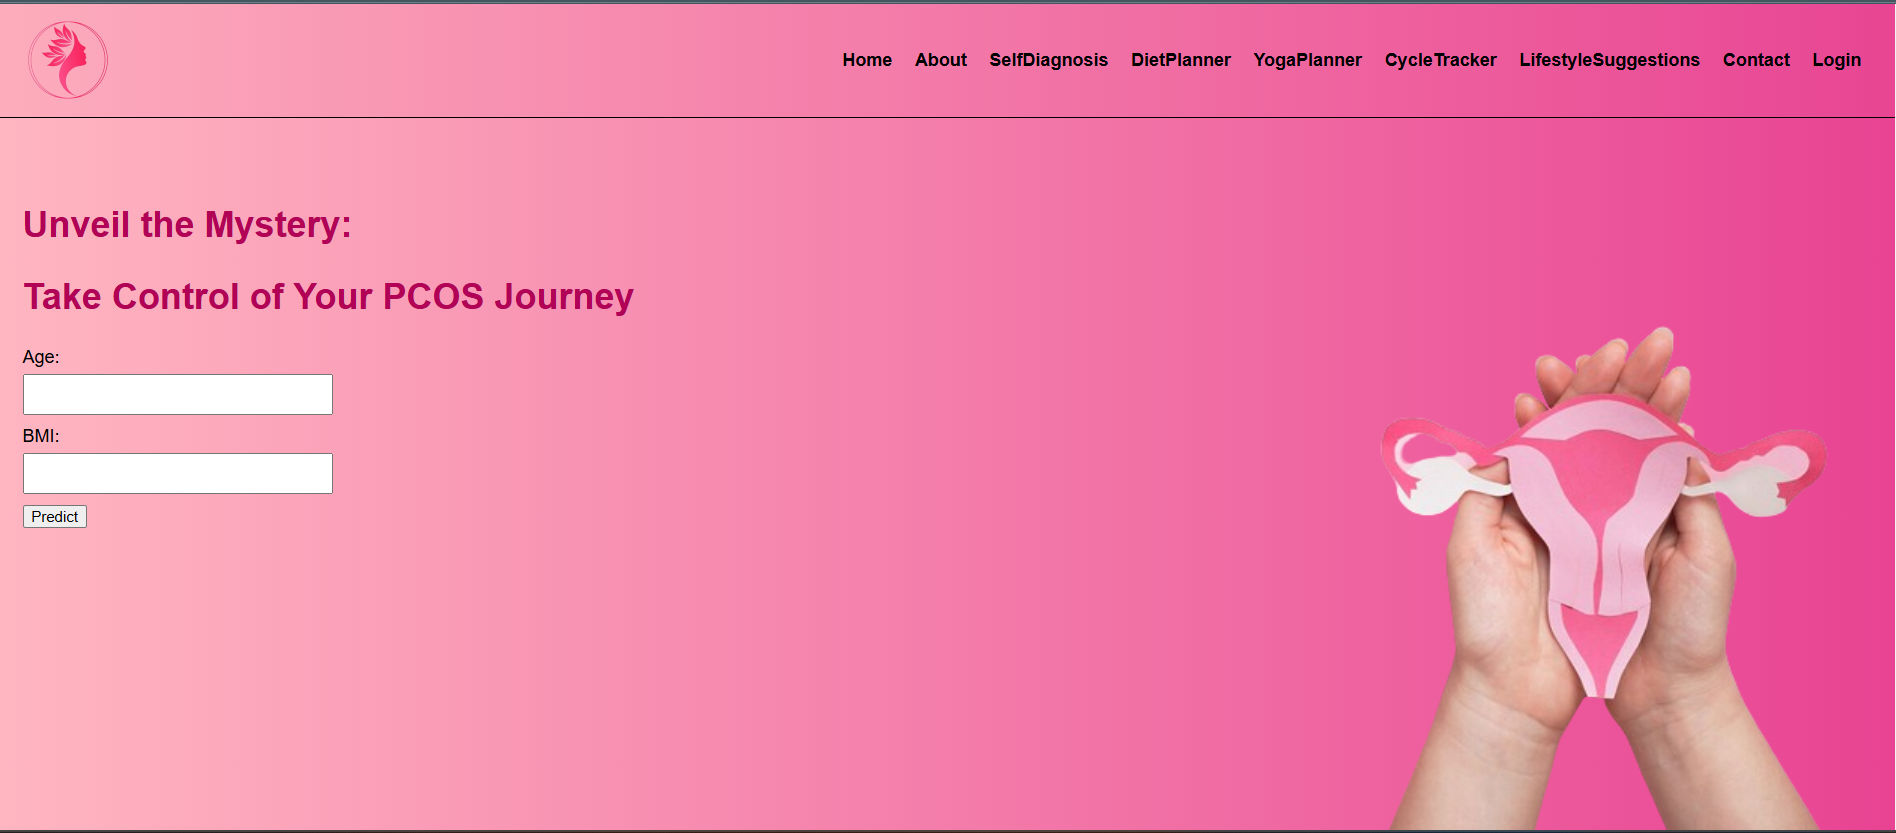 Home About SelfDiagnosis DietPlanner YogaPlanner CycleTracker LifestyleSuggestions Contact Login
Unveil the Mystery:
Take Control of Your PCOS Journey
Age:
BMI:
Predict